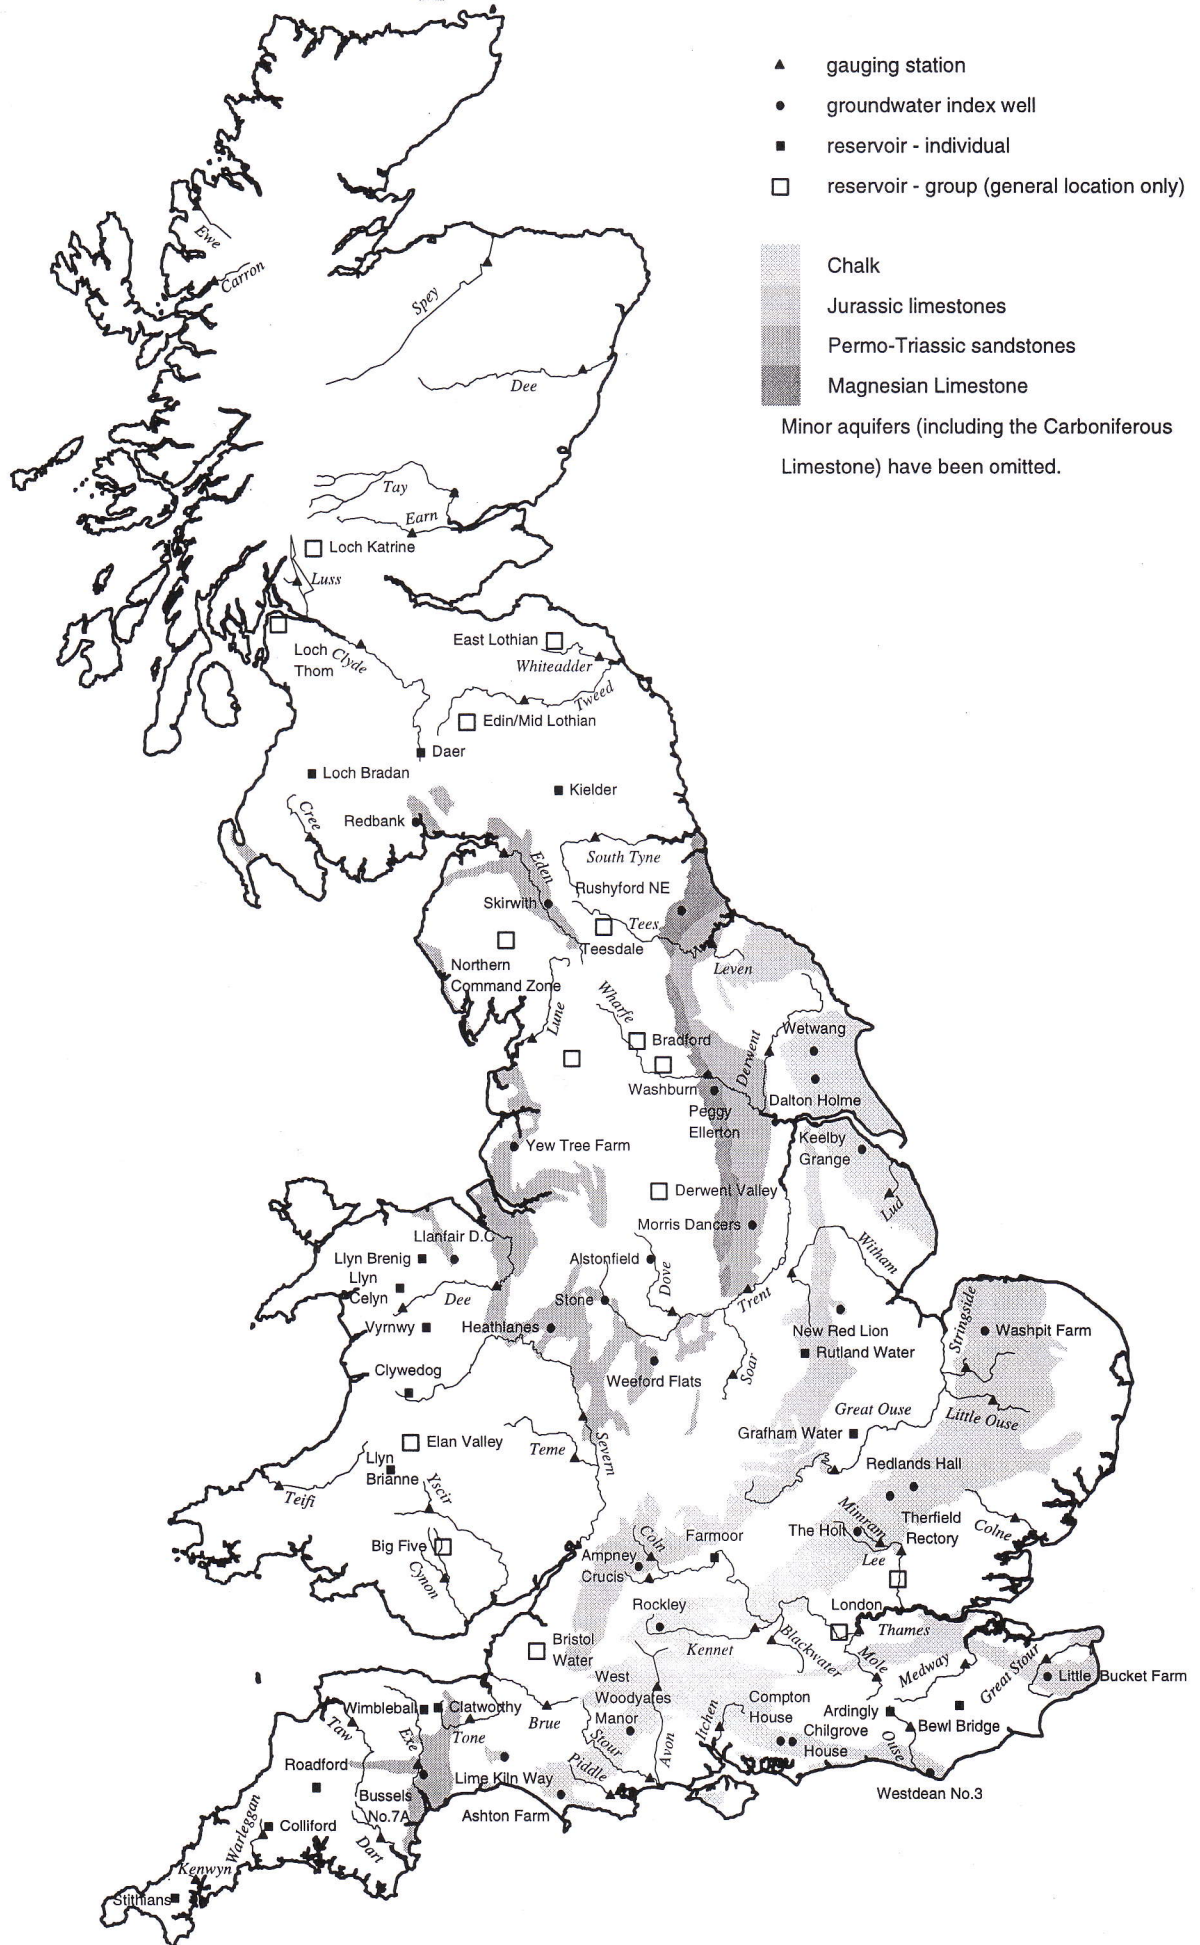 gauging station
groundwater index well
reservoir - individual
reservoir - group (general location only)
Chalk
Jurassic limestones
Permo-Triassic sandstones
Magnesian Limestone
Minor aquifers (including the Carboniferous
Limestone) have been omitted.
Ewe
Carron
Spey
Dee
Tay
Earn
Loch Katrine
Luss
East Lothian
Loch
Thom
Clyde
Whiteadder
Tweed
Edin/Mid Lothian
Daer
Loch Bradan
Kielder
Cree
Redbank
South Tyne
Eden
Rushyford NE
Skirwith
Tees
Teesdale
Northern
Command Zone
Leven
Lune
Wharfe
Wetwang
Bradford
Derwent
Washburn
Dalton Holme
Peggy
Ellerton
Keelby
Grange
Yew Tree Farm
Derwent Valley
Lud
Morris Dancers
Witham
Llanfair D.C
Llyn Brenig
Alstonfield
Llyn
Celyn
Dee
Dove
Stone
Trent
Stringside
Vyrnwy
Heathlanes
New Red Lion
Washpit Farm
Rutland Water
Clywedog
Weeford Flats
Soar
Great Ouse
Little Ouse
Grafham Water
Elan Valley
Teme
Severn
Llyn
Brianne
Redlands Hall
Teifi
Yscir
Mimram
Therfield
Rectory
The Holt
Colne
Coln
Farmoor
Big Five
Ampney
Crucis
Lee
Cynon
London
Rockley
Thames
Kennet
Blackwater
Bristol
Water
Mole
Medway
Great Stour
Little Bucket Farm
West
Woodyates
Manor
Compton
House
Itchen
Ardingly
Bewl Bridge
Wimbleball
Clatworthy
Brue
Chilgrove
House
Taw
Exe
Tone
Stour
Avon
Ouse
Roadford
Lime Kiln Way
Piddle
Westdean No.3
Bussels
No.7A
Ashton Farm
Warleggan
Colliford
Dart
Kenwyn
Stithians